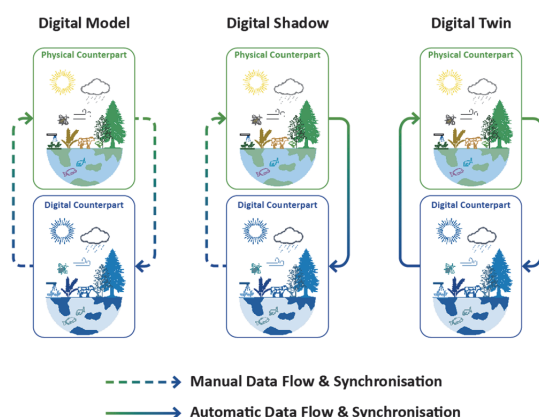 Digital Model
Digital Shadow
Digital Twin
Physical Counterpart
Physical Counterpart
Physical Counterpart
Digital Counterpart
Digital Counterpart
Digital Counterpart
Manual Data Flow & Synchronisation
Automatic Data Flow & Synchronisation